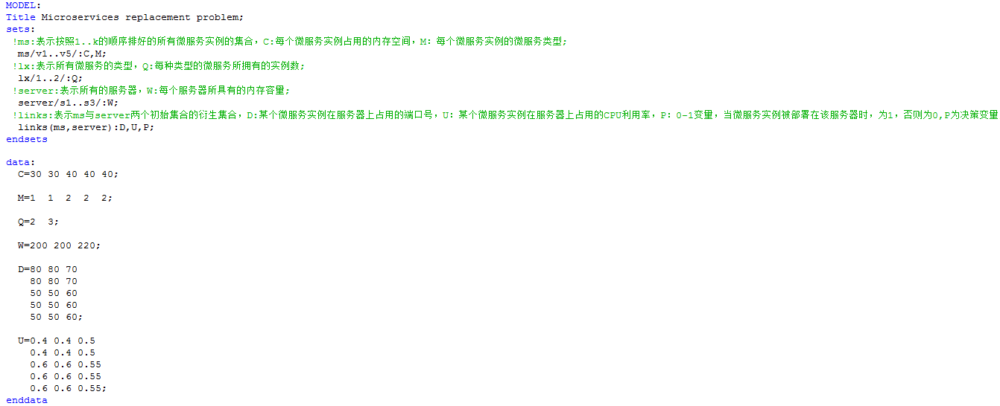 MODEL:
Title Microservices replacement problem;
sets:
!ms:表示按照1..k的顺序排好的所有微服务实例的集合，C:每个微服务实例占用的内存空间，M: 每个微服务实例的微服务类型;
ms/v1..v5/:C,M;
!lx:表示所有微服务的类型，Q:每种类型的微服务所拥有的实例数;
lx/1..2/:Q;
!server:表示所有的服务器，W:每个服务器所具有的内存容量;
server/s1..s3/:W;
!links:表示ms与server两个初始集合的衍生集合，D:某个微服务实例在服务器上占用的端口号，U: 某个微服务实例在服务器上占用的CPU利用率，P: 0-1变量，当微服务实例被部署在该服务器时，为1，否则为0,P为决策变量
links(ms,server):D,U,P;
endsets
data:
C=30 30 40 40 40;
M=1 1 2 2 2;
Q=2 3;
W=200 200 220;
D=80 80 70
80 80 70
50 50 60
50 50 60
50 50 60;
U=0.4 0.4 0.5
0.4 0.4 0.5
0.6 0.6 0.55
0.6 0.6 0.55
0.6 0.6 0.55;
enddata